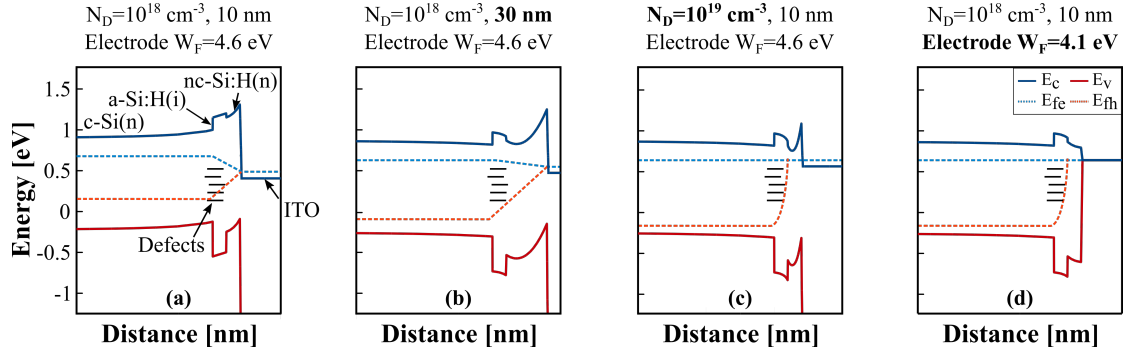 N_D=10^18 cm^-3, 10 nm
Electrode W_F=4.6 eV
N_D=10^18 cm^-3, 30 nm
Electrode W_F=4.6 eV
N_D=10^19 cm^-3, 10 nm
Electrode W_F=4.6 eV
N_D=10^18 cm^-3, 10 nm
Electrode W_F=4.1 eV
Energy [eV]
1.5
1
0.5
0
-0.5
-1
nc-Si:H(n)
a-Si:H(i)
c-Si(n)
ITO
Defects
(a)
(b)
(c)
(d)
E_c E_v
E_fe E_fh
Distance [nm]
Distance [nm]
Distance [nm]
Distance [nm]